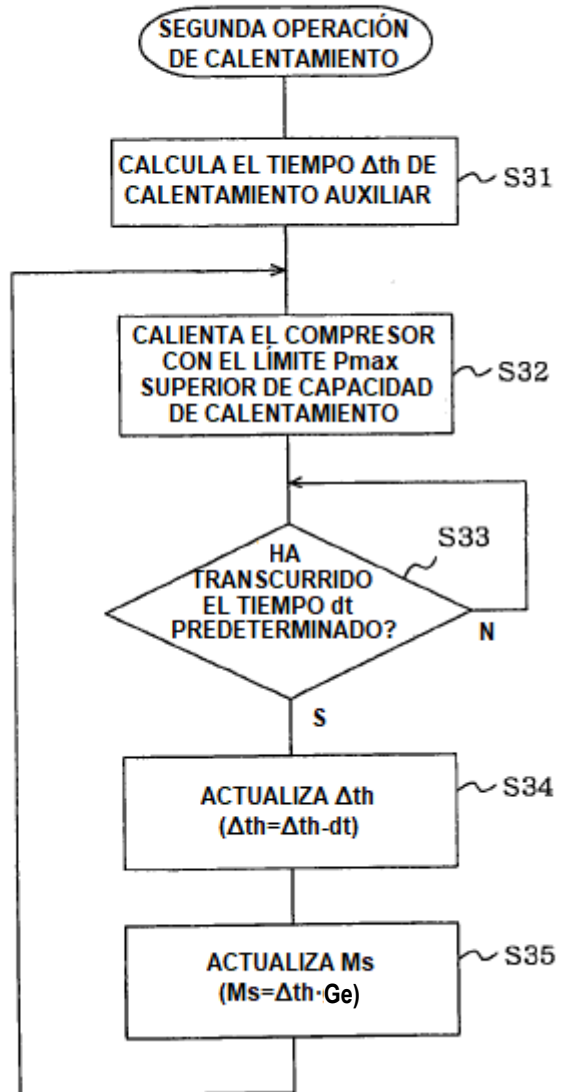 SEGUNDA OPERACIÓN
DE CALENTAMIENTO
CALCULA EL TIEMPO Δth DE
CALENTAMIENTO AUXILIAR
S31
CALIENTA EL COMPRESOR
CON EL LÍMITE Pmax
SUPERIOR DE CAPACIDAD
DE CALENTAMIENTO
S32
S33
HA
TRANSCURRIDO
EL TIEMPO dt
PREDETERMINADO?
N
S
ACTUALIZA Δth
(Δth=Δth-dt)
S34
ACTUALIZA Ms
(Ms=Δth·Ge)
S35